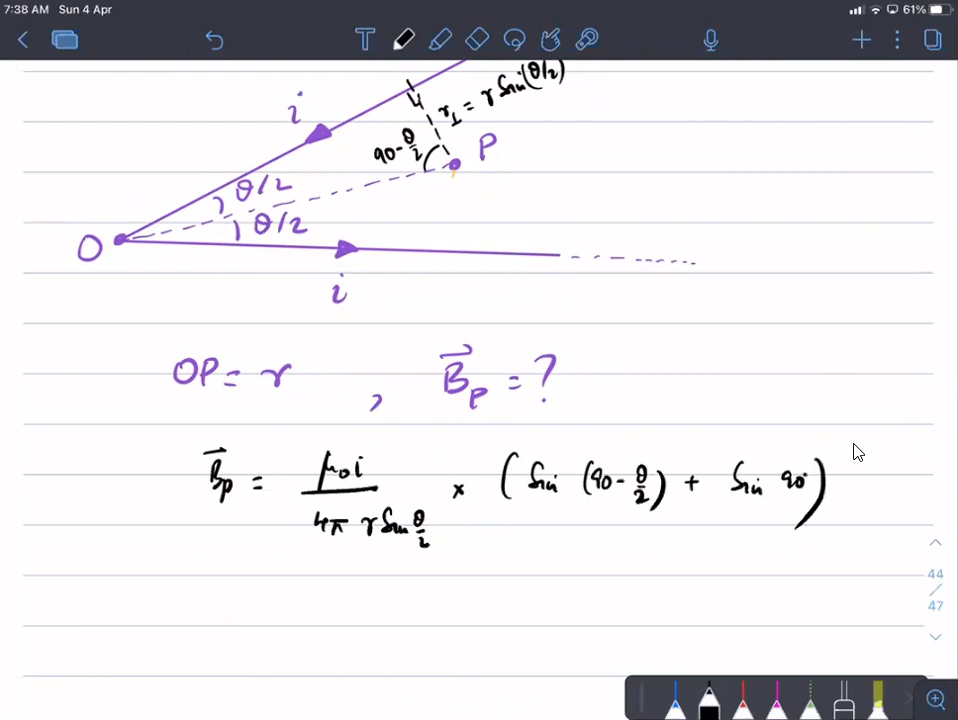 7:38 AM Sun 4 Apr
61%
T
i
r⊥ = r Sin(θ/2)
90-θ/2
P
θ/2
θ/2
O
i
OP = r , B⃗p = ?
B⃗p = μ₀i / 4π r Sin θ/2 × (Sin (90-θ/2) + Sin 90°)
44
/
47